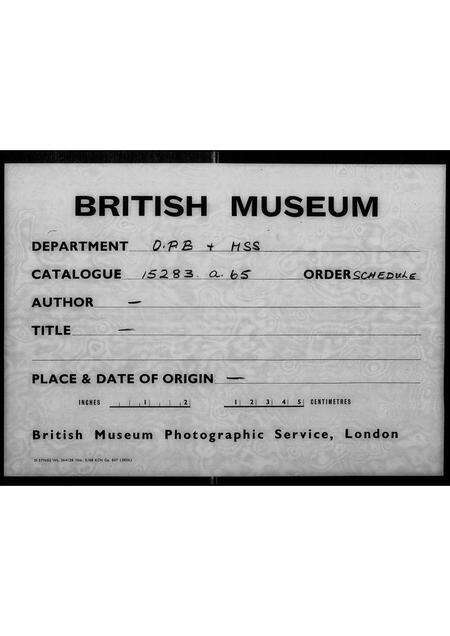 BRITISH MUSEUM
DEPARTMENT O.P.B + MSS
CATALOGUE 15283.a.65 ORDER SCHEDULE
AUTHOR —
TITLE —
PLACE & DATE OF ORIGIN —
INCHES 1 2 1 2 3 4 5 CENTIMETRES
British Museum Photographic Service, London